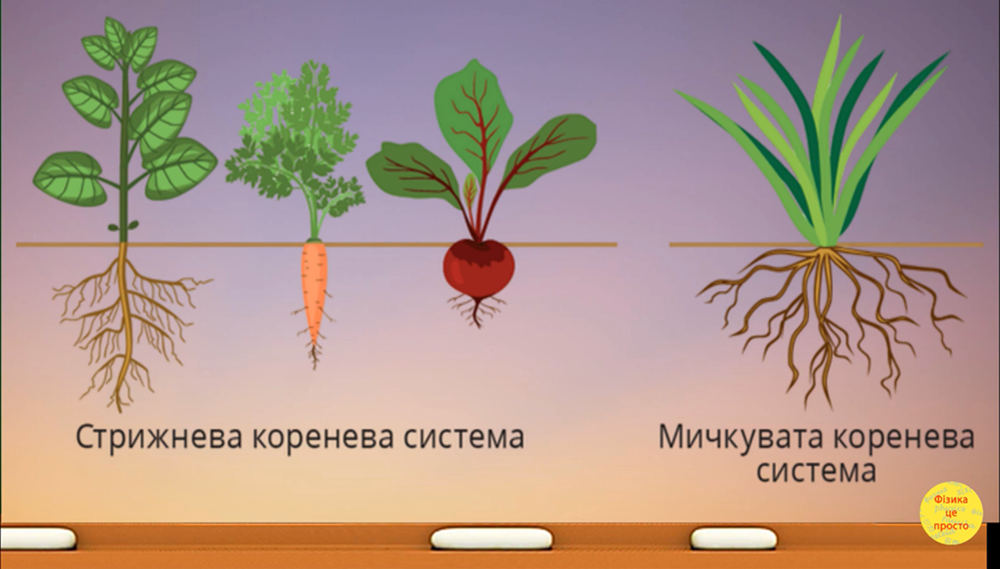 Стрижнева коренева система
Мичкувата коренева
система
Фізика
це
просто